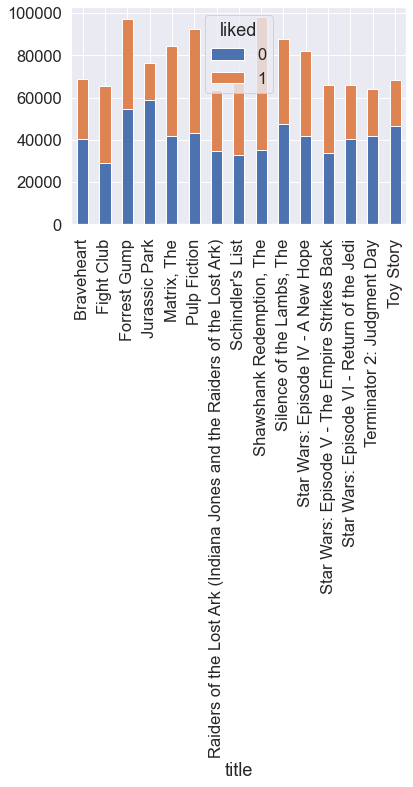 liked
0
1
100000
80000
60000
40000
20000
0
Braveheart
Fight Club
Forrest Gump
Jurassic Park
Matrix, The
Pulp Fiction
Raiders of the Lost Ark (Indiana Jones and the Raiders of the Lost Ark)
Schindler's List
Shawshank Redemption, The
Silence of the Lambs, The
Star Wars: Episode IV - A New Hope
Star Wars: Episode V - The Empire Strikes Back
Star Wars: Episode VI - Return of the Jedi
Terminator 2: Judgment Day
Toy Story
title